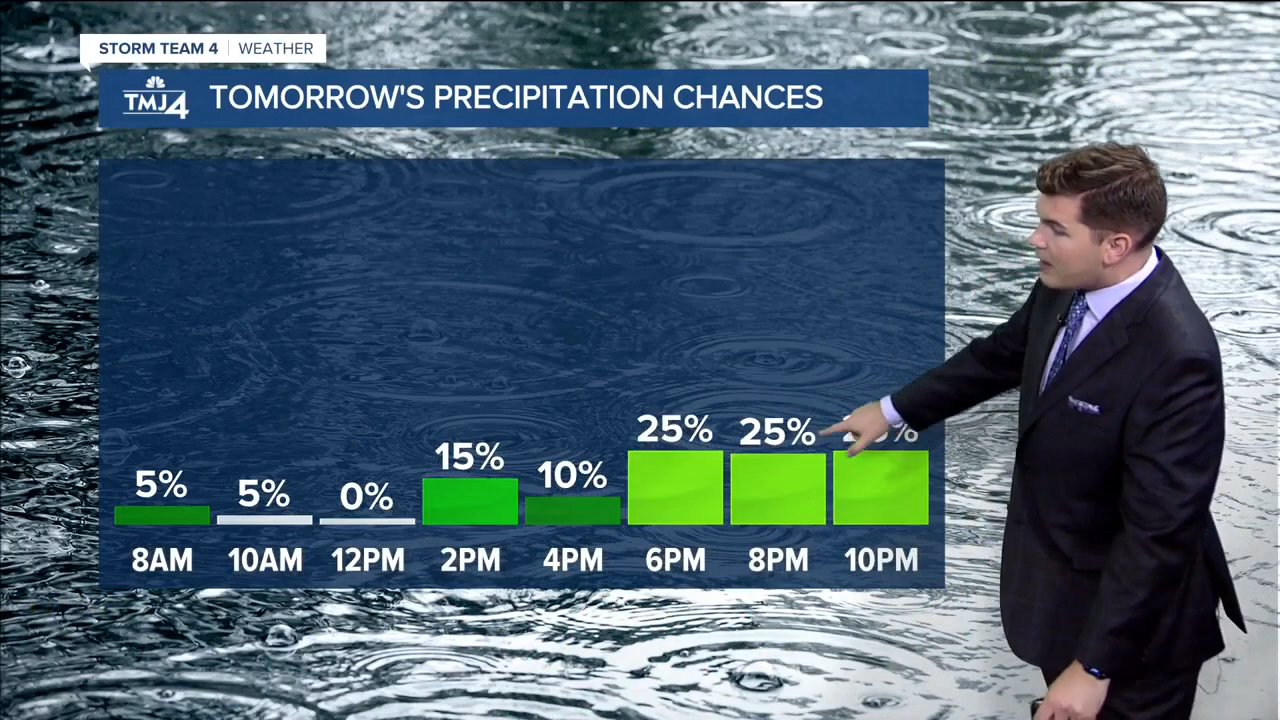 STORM TEAM 4 | WEATHER
TMJ4 TOMORROW'S PRECIPITATION CHANCES
5% 5% 0% 15% 10% 25% 25%
8AM 10AM 12PM 2PM 4PM 6PM 8PM 10PM